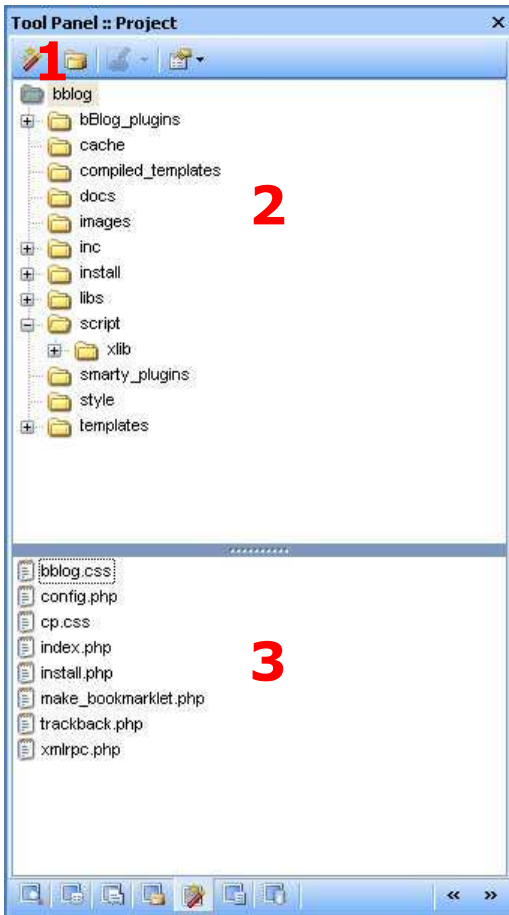 Tool Panel :: Project
1
bblog
bBlog_plugins
cache
compiled_templates
docs
2
images
inc
install
libs
script
xlib
smarty_plugins
style
templates
bblog.css
config.php
cp.css
index.php
install.php
3
make_bookmarklet.php
trackback.php
xmlrpc.php